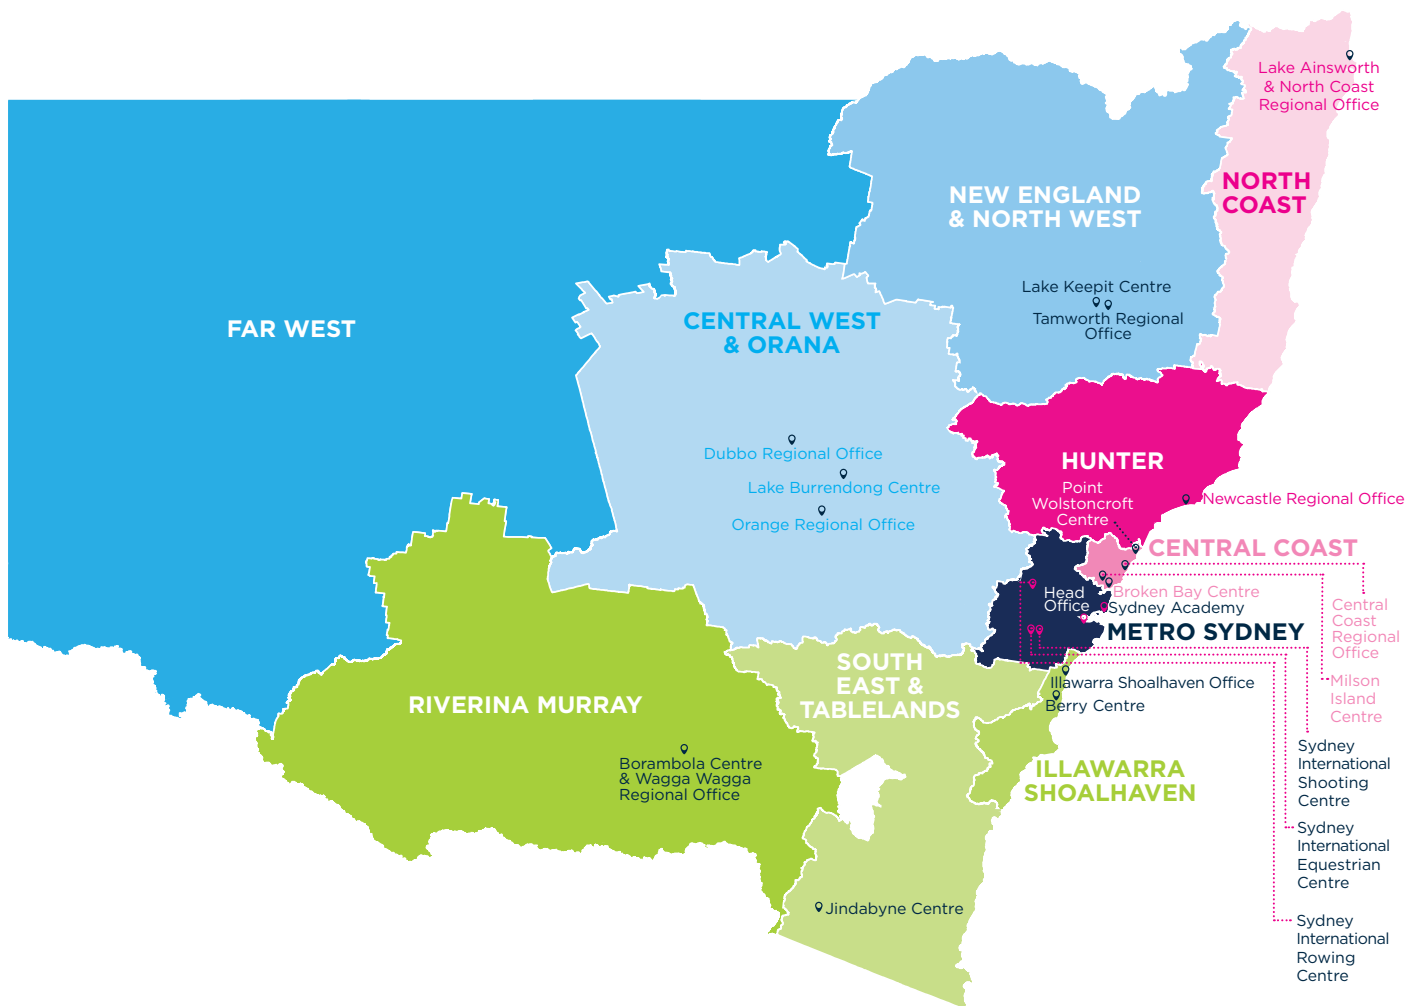 Lake Ainsworth
& North Coast
Regional Office
NORTH
COAST
NEW ENGLAND
& NORTH WEST
Lake Keepit Centre
Tamworth Regional
Office
FAR WEST
CENTRAL WEST
& ORANA
Dubbo Regional Office
Lake Burrendong Centre
Orange Regional Office
HUNTER
Point
Wolstoncroft
Centre
Newcastle Regional Office
CENTRAL COAST
Broken Bay Centre
Head
Office
Sydney Academy
METRO SYDNEY
Central
Coast
Regional
Office
Milson
Island
Centre
SOUTH
EAST &
TABLELANDS
Illawarra Shoalhaven Office
Berry Centre
RIVERINA MURRAY
Borambola Centre
& Wagga Wagga
Regional Office
ILLAWARRA
SHOALHAVEN
Sydney
International
Shooting
Centre
Sydney
International
Equestrian
Centre
Jindabyne Centre
Sydney
International
Rowing
Centre